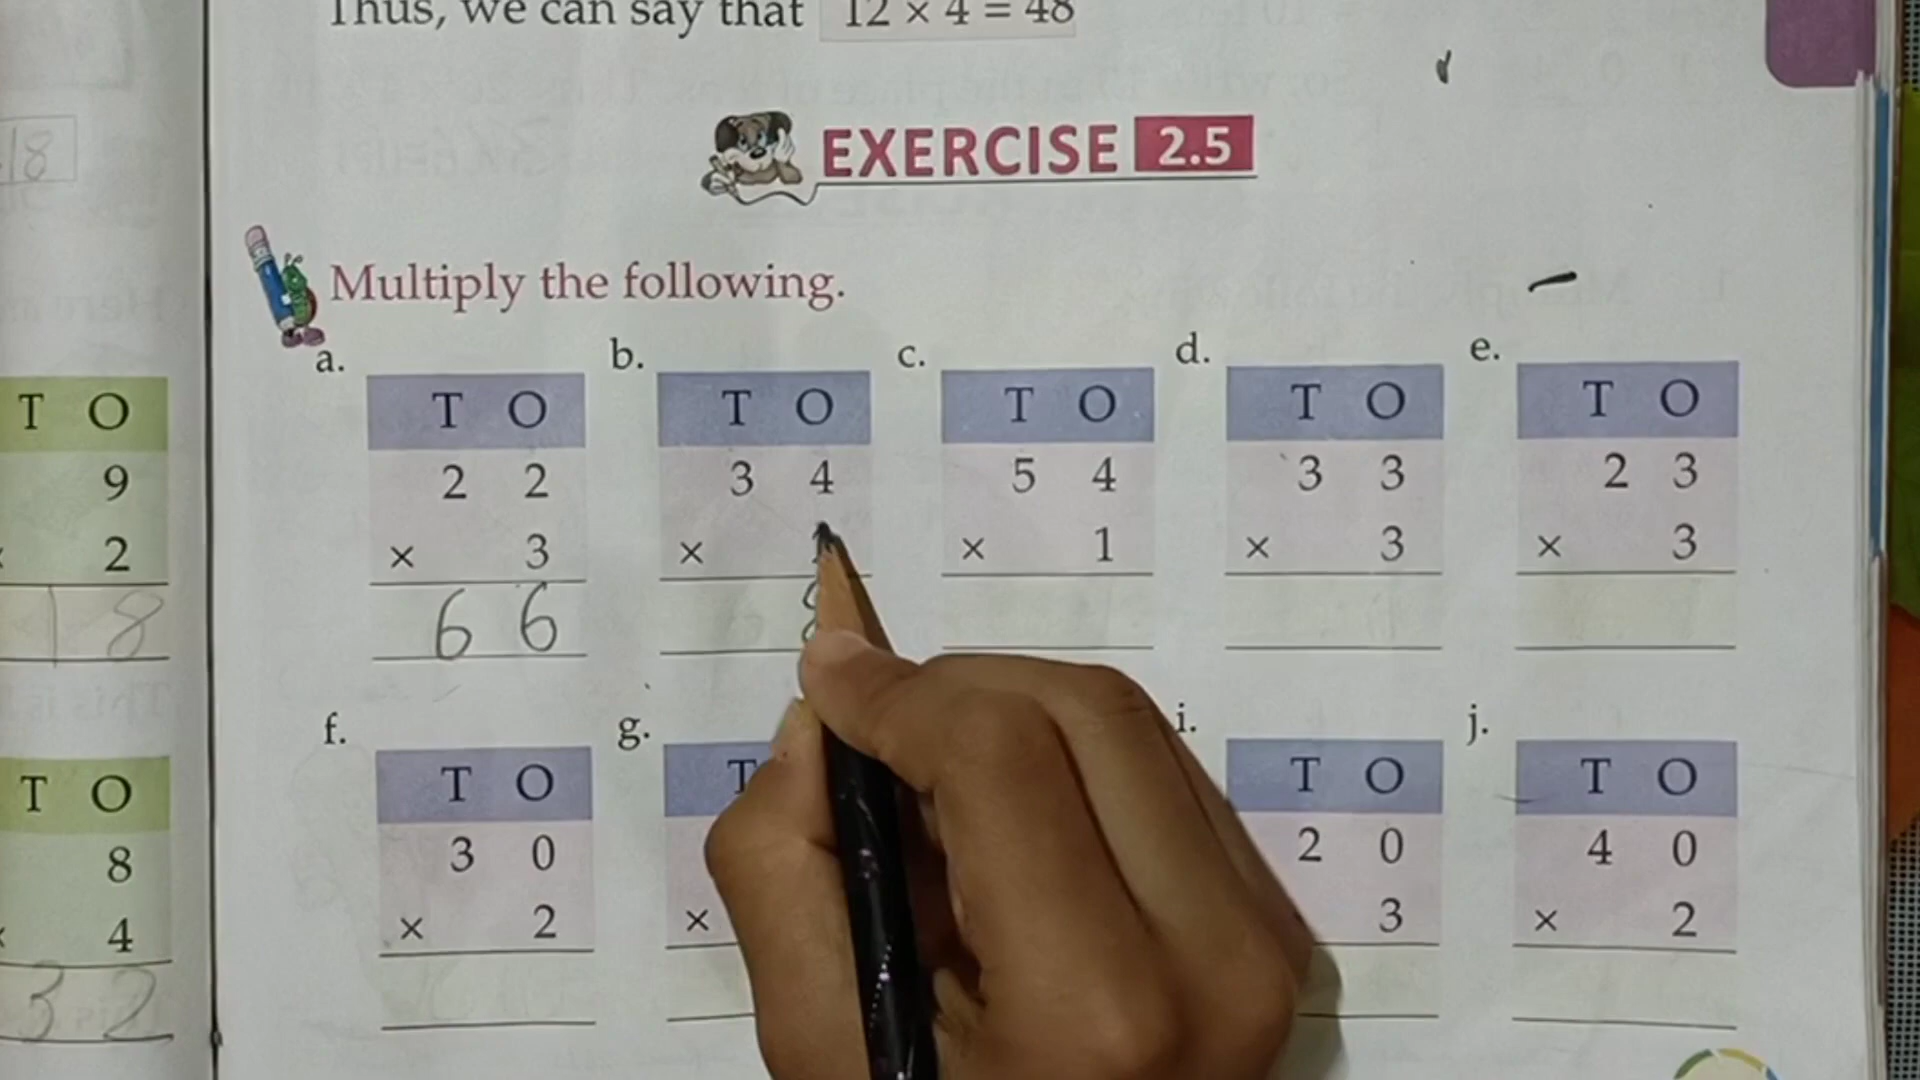 Thus, we can say that 12 × 4 = 48
18
EXERCISE 2.5
Multiply the following.
a. b. c. d. e.
T O T O T O T O T O T O
9 2 2 3 4 5 4 3 3 2 3
2 × 3 × × 1 × 3 × 3
18 66 8
f. g. i. j.
T O T O T T O T O
8 3 0 2 0 4 0
4 × 2 × 3 × 2
32